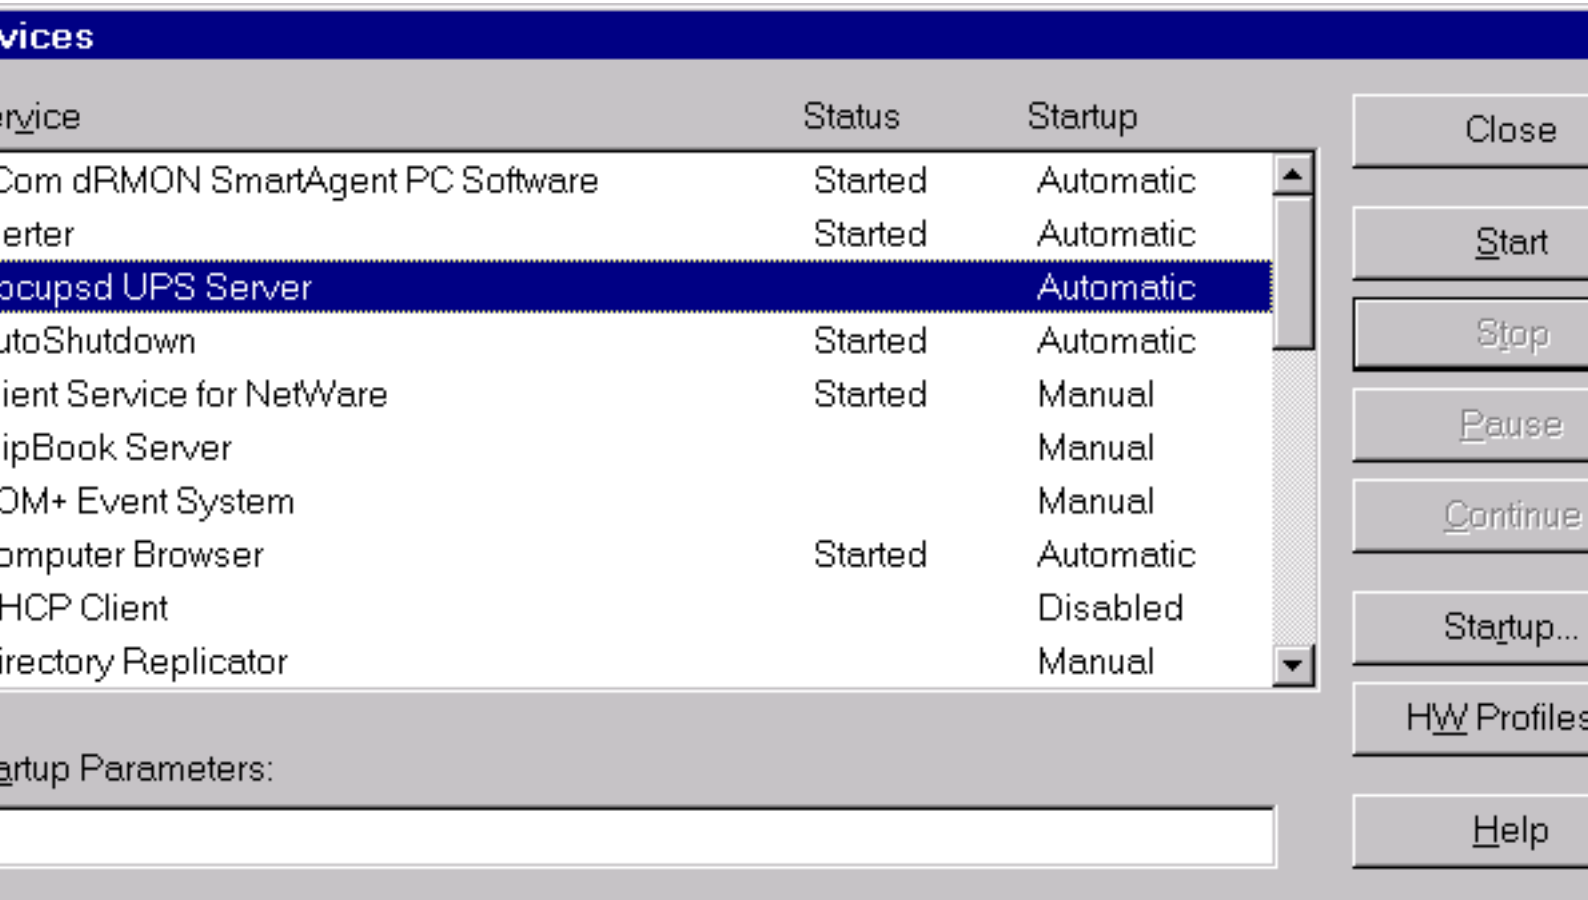 vices
ervice Status Startup Close
Com dRMON SmartAgent PC Software Started Automatic
erter Started Automatic Start
pcupsd UPS Server Automatic
utoShutdown Started Automatic Stop
ient Service for NetWare Started Manual
ipBook Server Manual Pause
OM+ Event System Manual Continue
omputer Browser Started Automatic
HCP Client Disabled Startup...
irectory Replicator Manual
HW Profiles
artup Parameters:
Help